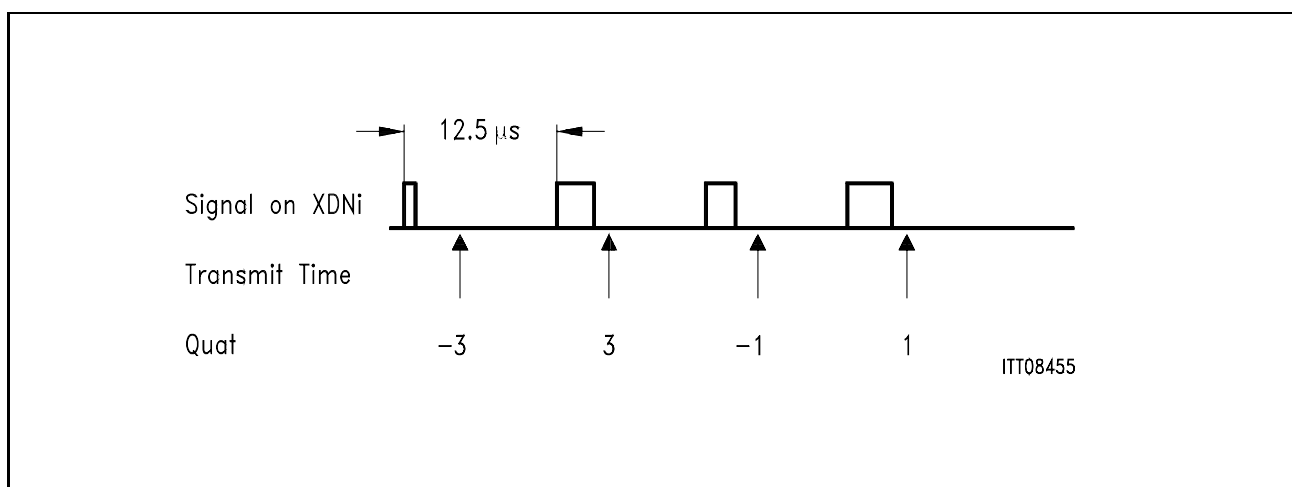 12.5 µs
Signal on XDNi
Transmit Time
Quat -3 3 -1 1
ITT08455